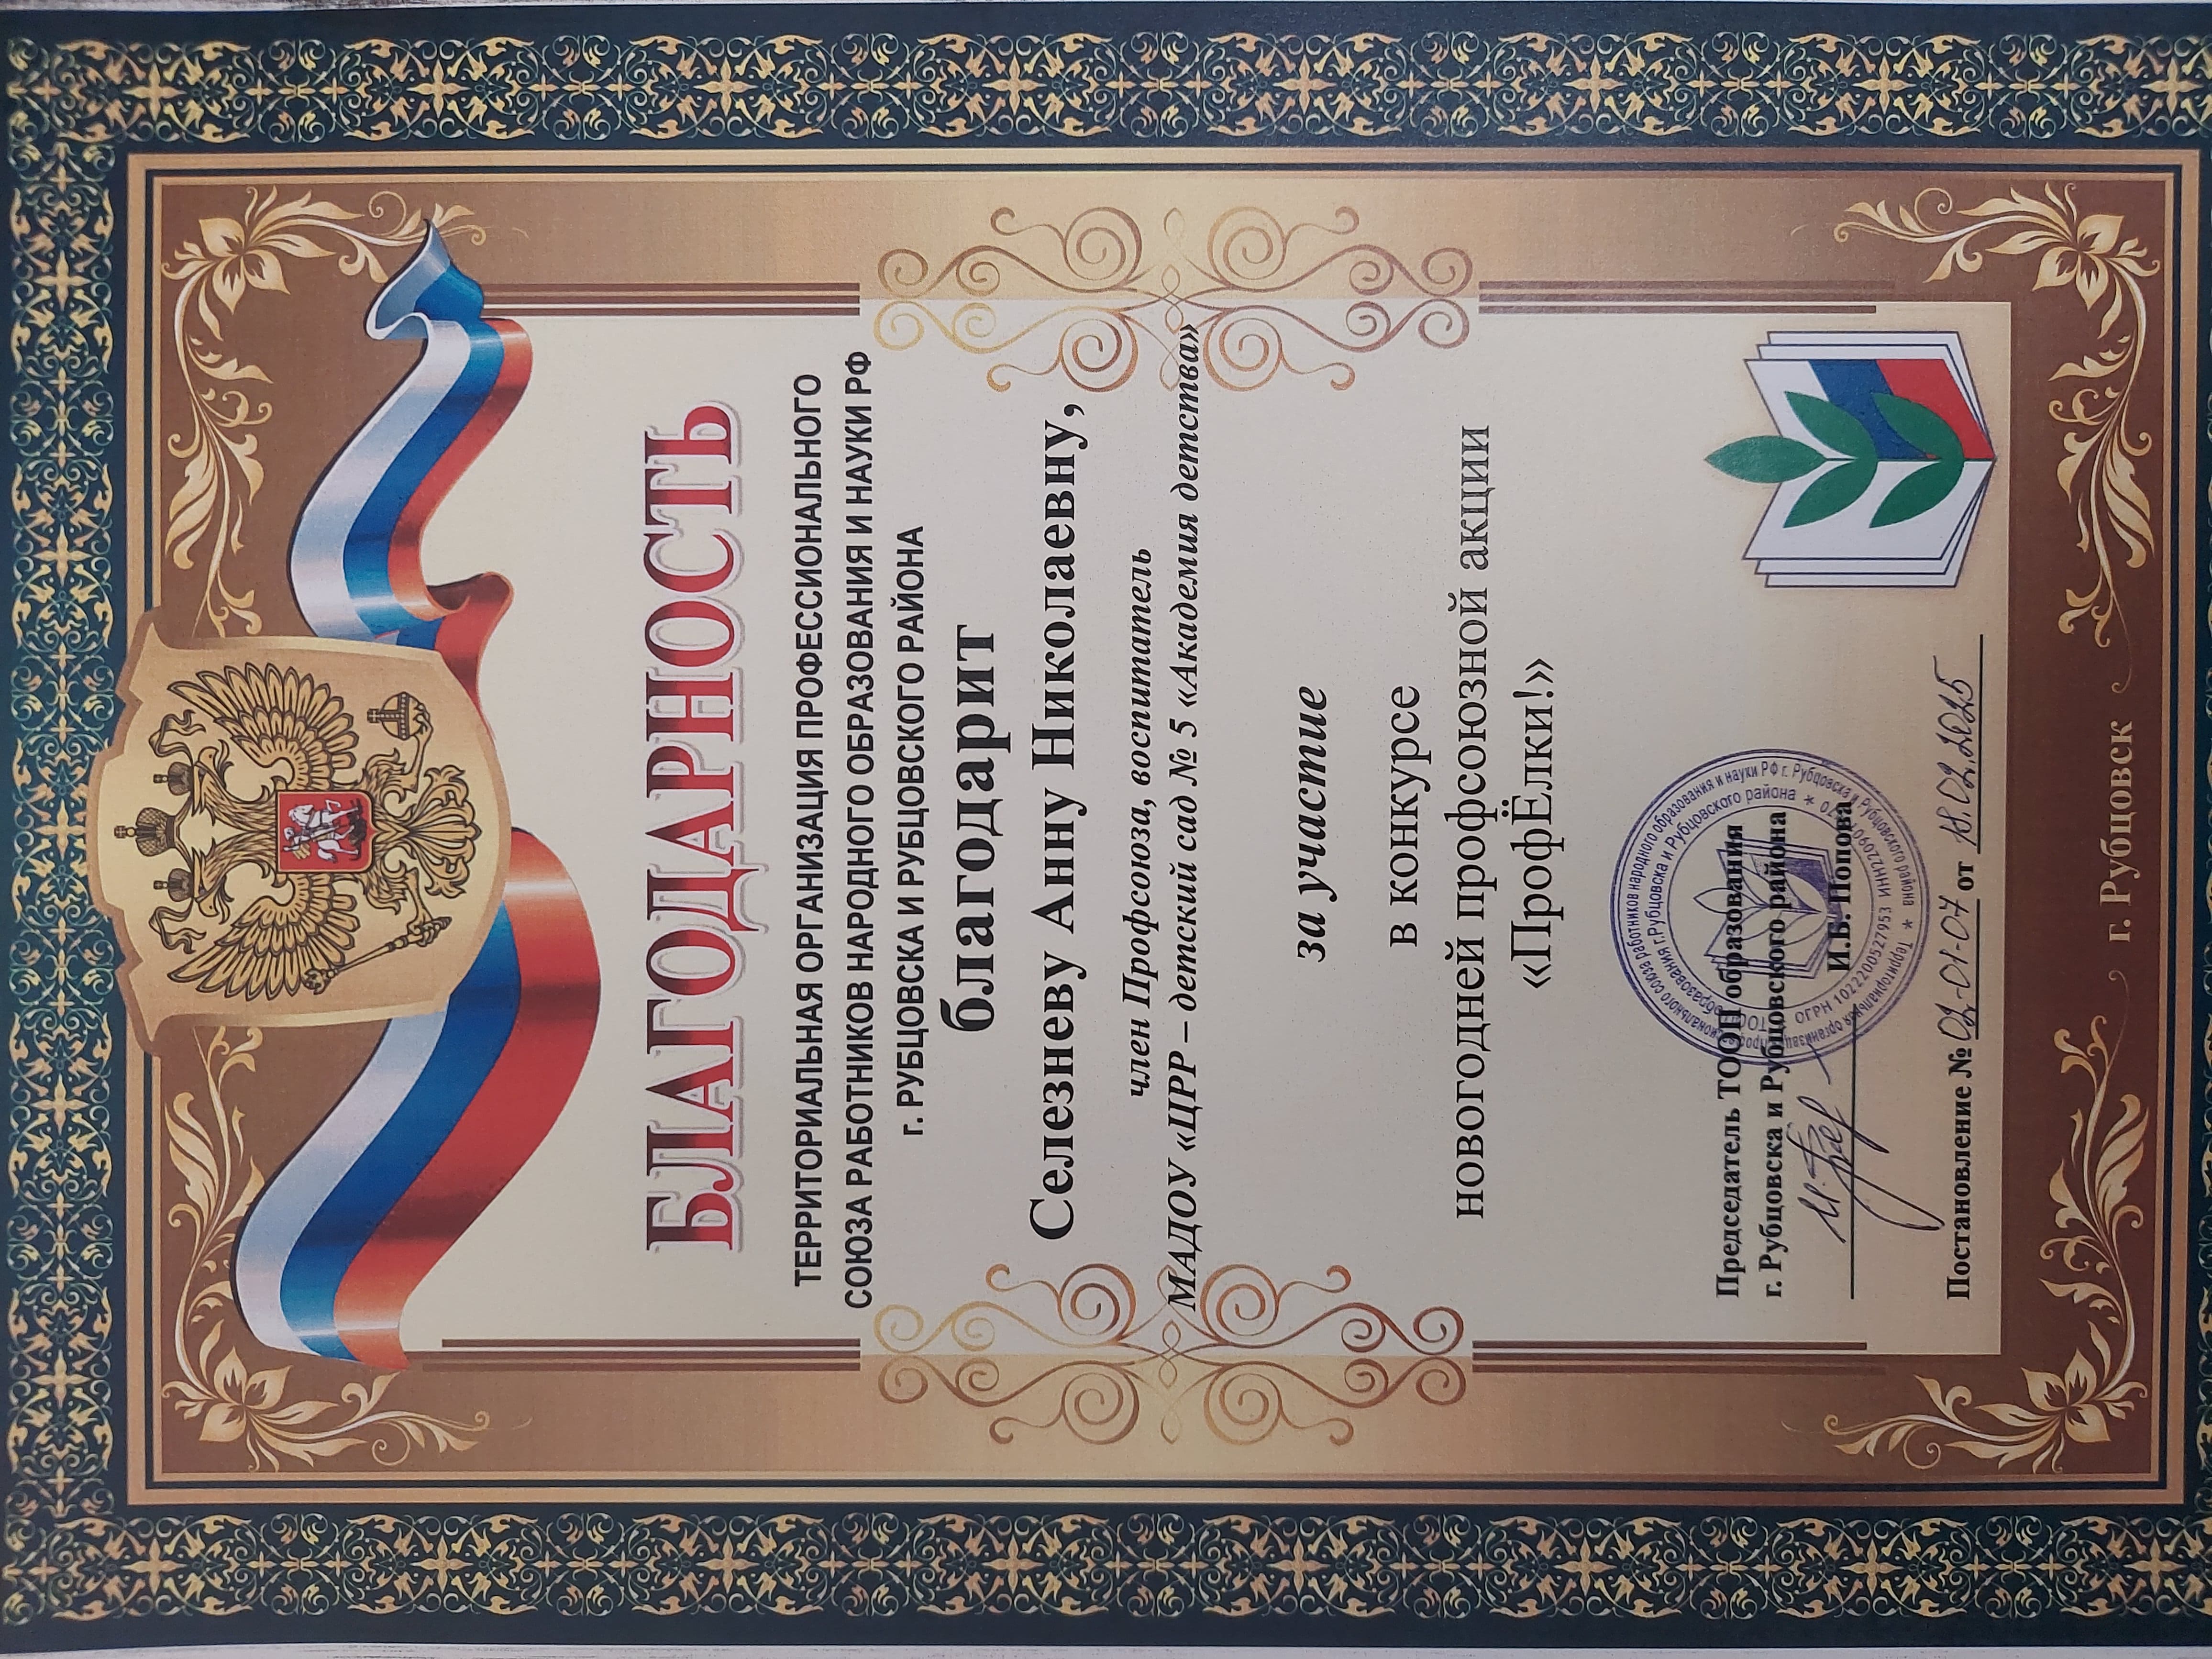 БЛАГОДАРНОСТЬ
ТЕРРИТОРИАЛЬНАЯ ОРГАНИЗАЦИЯ ПРОФЕССИОНАЛЬНОГО
СОЮЗА РАБОТНИКОВ НАРОДНОГО ОБРАЗОВАНИЯ И НАУКИ РФ
г. РУБЦОВСКА И РУБЦОВСКОГО РАЙОНА
благодарит
Селезневу Анну Николаевну,
член Профсоюза, воспитатель
МАДОУ «ЦРР – детский сад № 5 «Академия детства»
за участие
в конкурсе
новогодней профсоюзной акции
«ПрофЁлки!»
Председатель ТООП образования
г. Рубцовска и Рубцовского района
И.Б. Попова
Постановление № 02-01-07 от 18.02.2025
г. Рубцовск